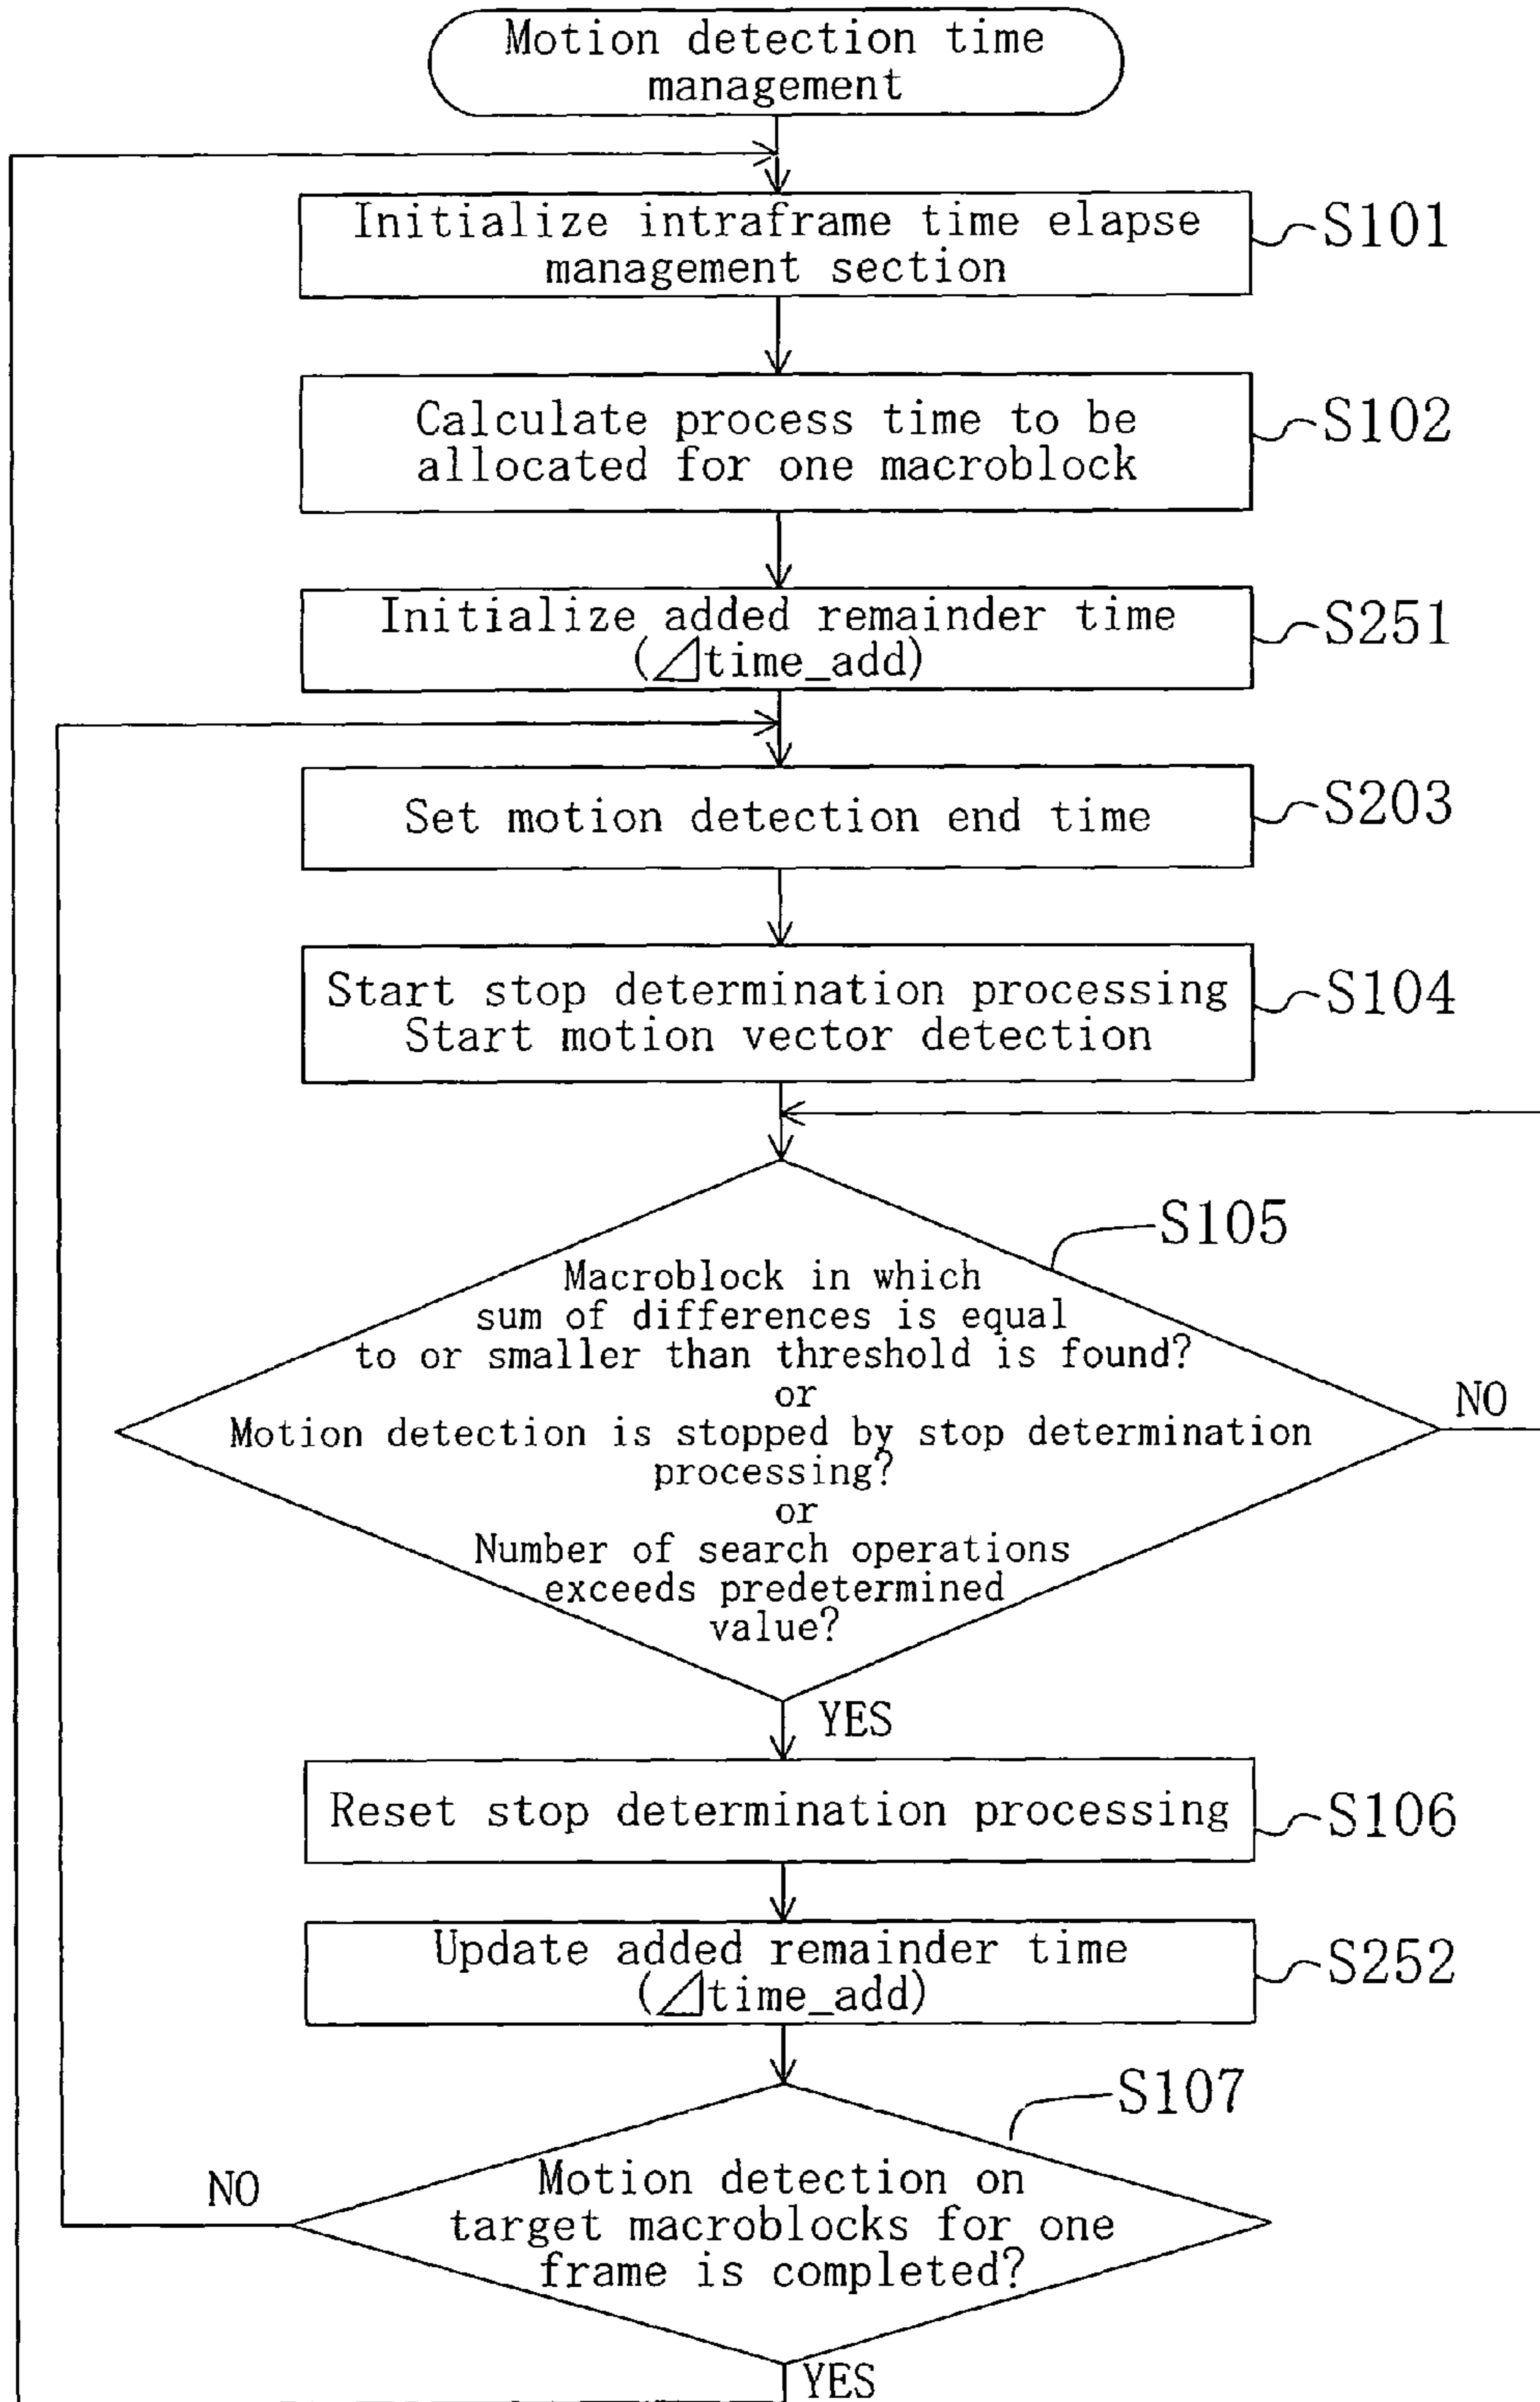 Motion detection time
management
Initialize intraframe time elapse
management section
S101
Calculate process time to be
allocated for one macroblock
S102
Initialize added remainder time
(⊿time_add)
S251
Set motion detection end time
S203
Start stop determination processing
Start motion vector detection
S104
S105
Macroblock in which
sum of differences is equal
to or smaller than threshold is found?
or
Motion detection is stopped by stop determination
processing?
or
Number of search operations
exceeds predetermined
value?
NO
YES
Reset stop determination processing
S106
Update added remainder time
(⊿time_add)
S252
S107
Motion detection on
target macroblocks for one
frame is completed?
NO
YES